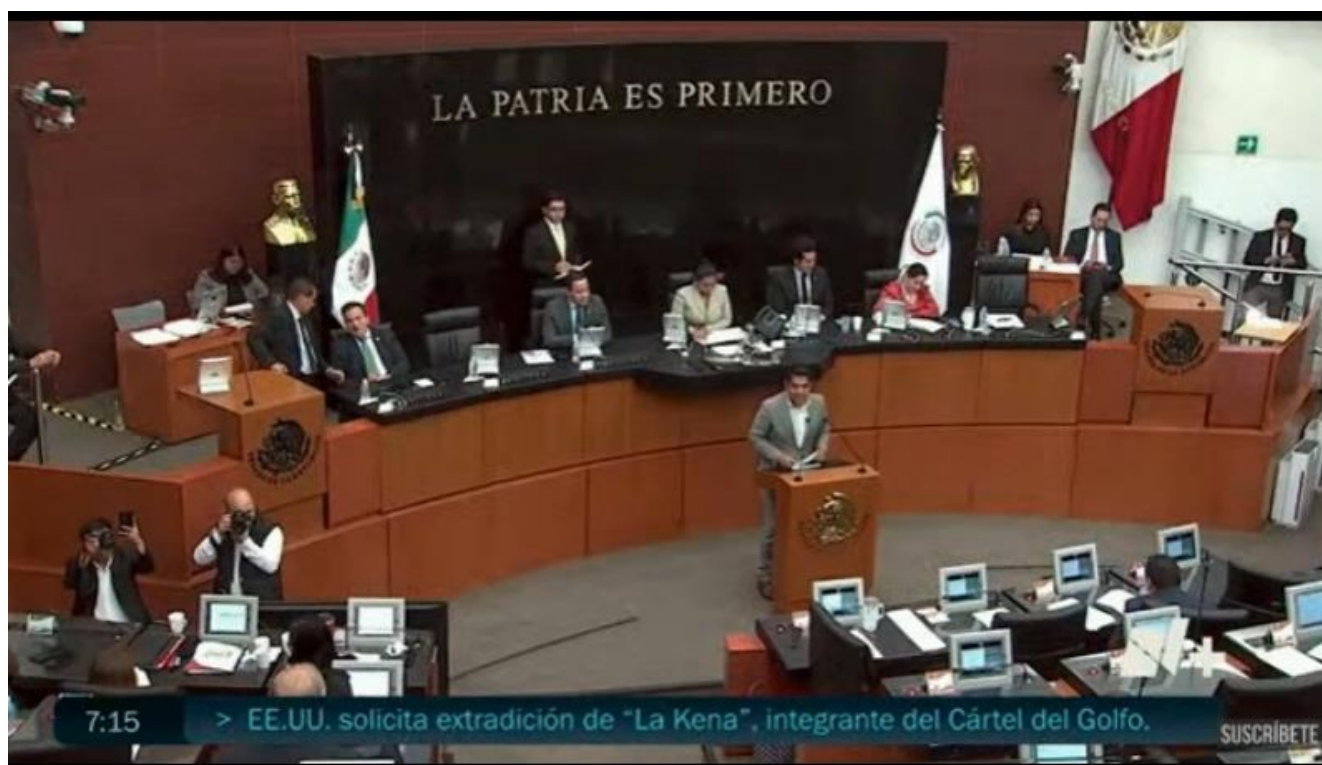 LA PATRIA ES PRIMERO
7:15
> EE.UU. solicita extradición de “La Kena”, integrante del Cártel del Golfo.
SUSCRÍBETE